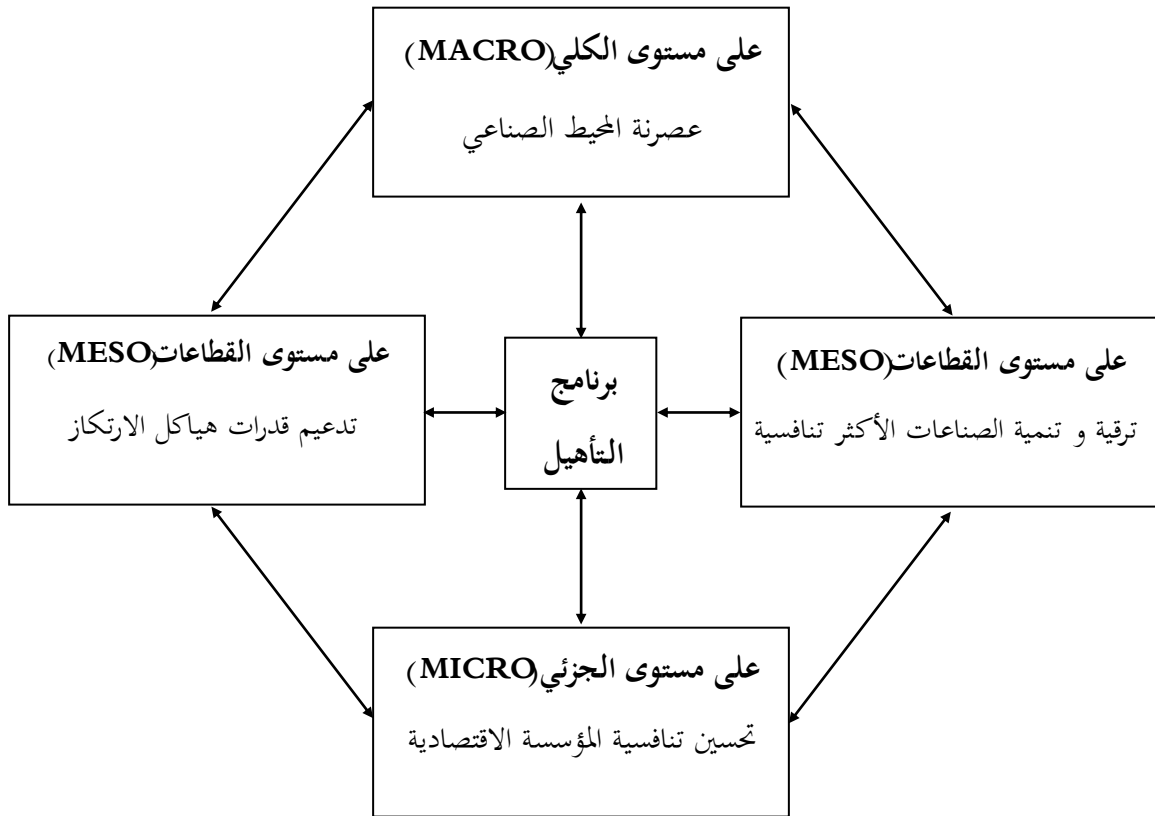 على مستوى الكلي(MACRO)
عصرنة المحيط الصناعي
على مستوى القطاعات(MESO)
ترقية و تنمية الصناعات الأكثر تنافسية
برنامج
التأهيل
على مستوى القطاعات(MESO)
تدعيم قدرات هياكل الارتكاز
على مستوى الجزئي(MICRO)
تحسين تنافسية المؤسسة الاقتصادية